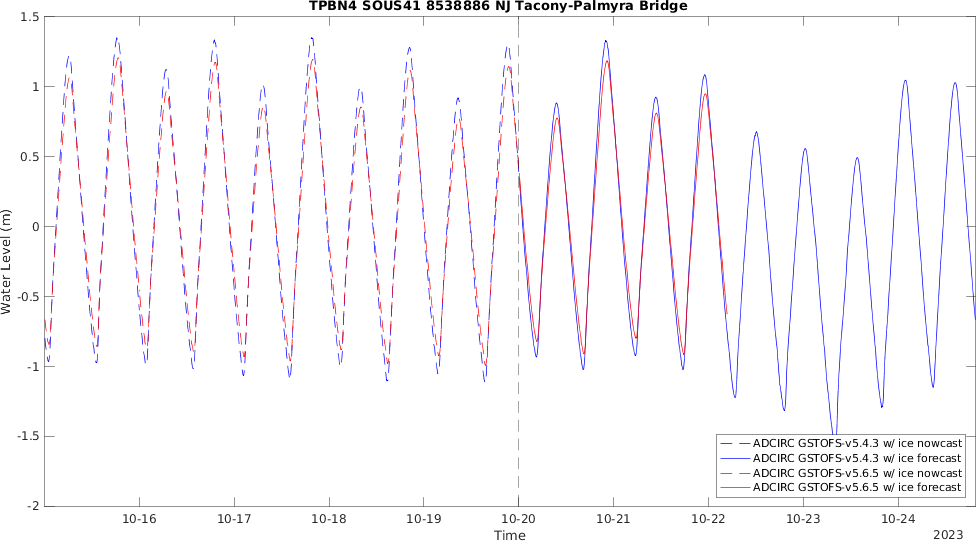 TPBN4 SOUS41 8538886 NJ Tacony-Palmyra Bridge
1.5
1
0.5
0
-0.5
-1
-1.5
-2
Water Level (m)
ADCIRC GSTOFS-v5.4.3 w/ ice nowcast
ADCIRC GSTOFS-v5.4.3 w/ ice forecast
ADCIRC GSTOFS-v5.6.5 w/ ice nowcast
ADCIRC GSTOFS-v5.6.5 w/ ice forecast
10-16 10-17 10-18 10-19 10-20 10-21 10-22 10-23 10-24
Time
2023